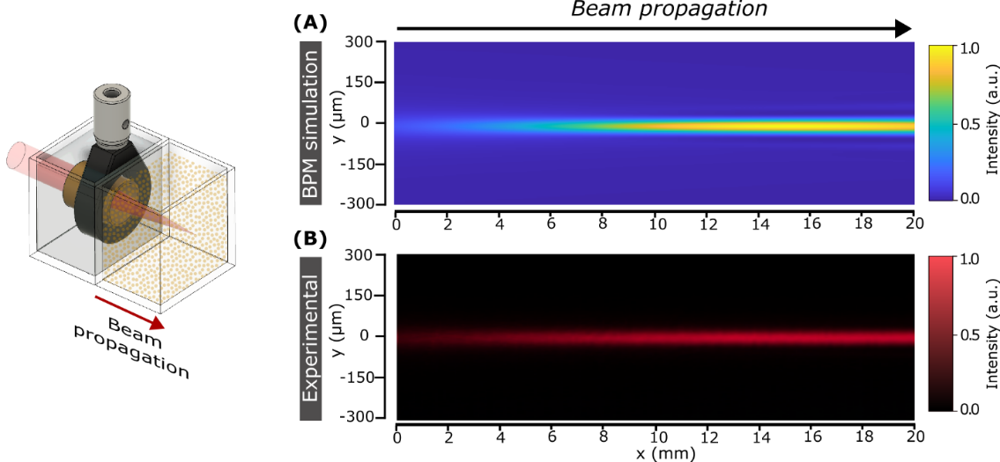 Beam propagation
(A)
BPM simulation
y (µm)
300
150
0
-150
-300
0 2 4 6 8 10 12 14 16 18 20
1.0
0.5
0.0
Intensity (a.u.)
Beam
propagation
(B)
Experimental
y (µm)
300
150
0
-150
-300
0 2 4 6 8 10 12 14 16 18 20
x (mm)
1.0
0.5
0.0
Intensity (a.u.)